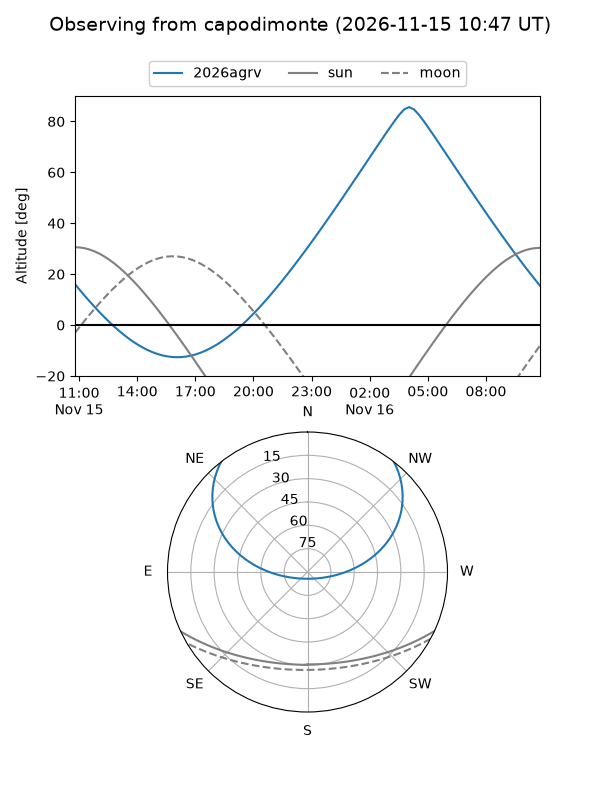 Observing from capodimonte (2026-11-15 10:47 UT)
2026agrv sun moon
Altitude [deg]
80
60
40
20
0
−20
11:00 14:00 17:00 20:00 23:00 02:00 05:00 08:00
Nov 15 Nov 16
N
NE NW
15
30
45
60
75
E W
SE SW
S